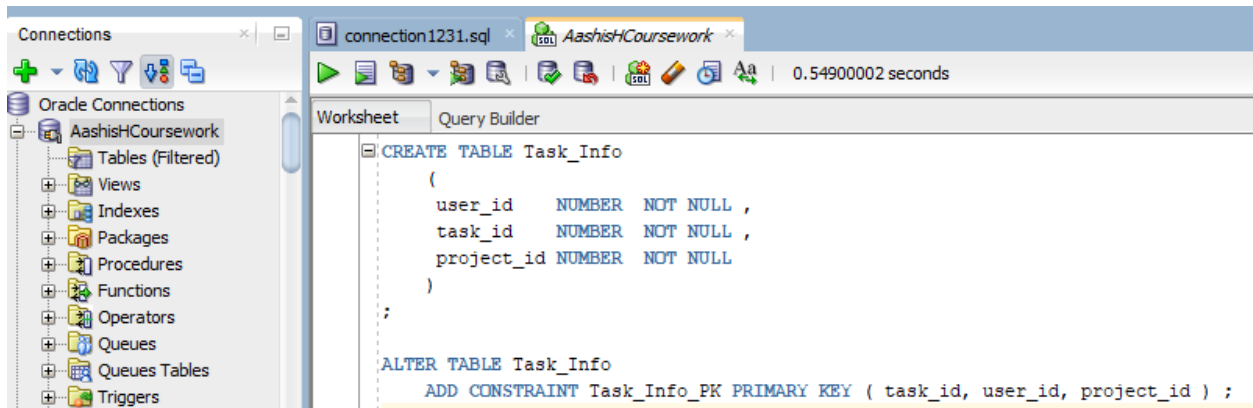 Connections
Oracle Connections
AashisHCoursework
Tables (Filtered)
Views
Indexes
Packages
Procedures
Functions
Operators
Queues
Queues Tables
Triggers
connection1231.sql
AashisHCoursework
0.54900002 seconds
Worksheet Query Builder
CREATE TABLE Task_Info
(
user_id NUMBER NOT NULL ,
task_id NUMBER NOT NULL ,
project_id NUMBER NOT NULL
)
;
ALTER TABLE Task_Info
ADD CONSTRAINT Task_Info_PK PRIMARY KEY ( task_id, user_id, project_id ) ;